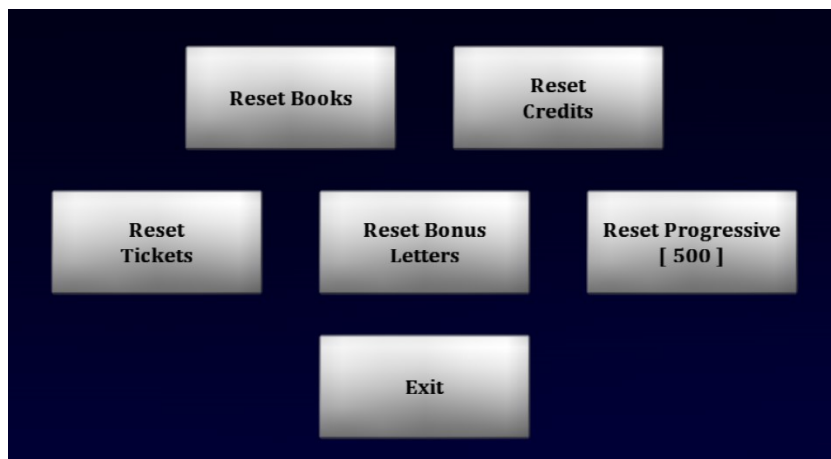 Reset Books
Reset
Credits
Reset
Tickets
Reset Bonus
Letters
Reset Progressive
[ 500 ]
Exit